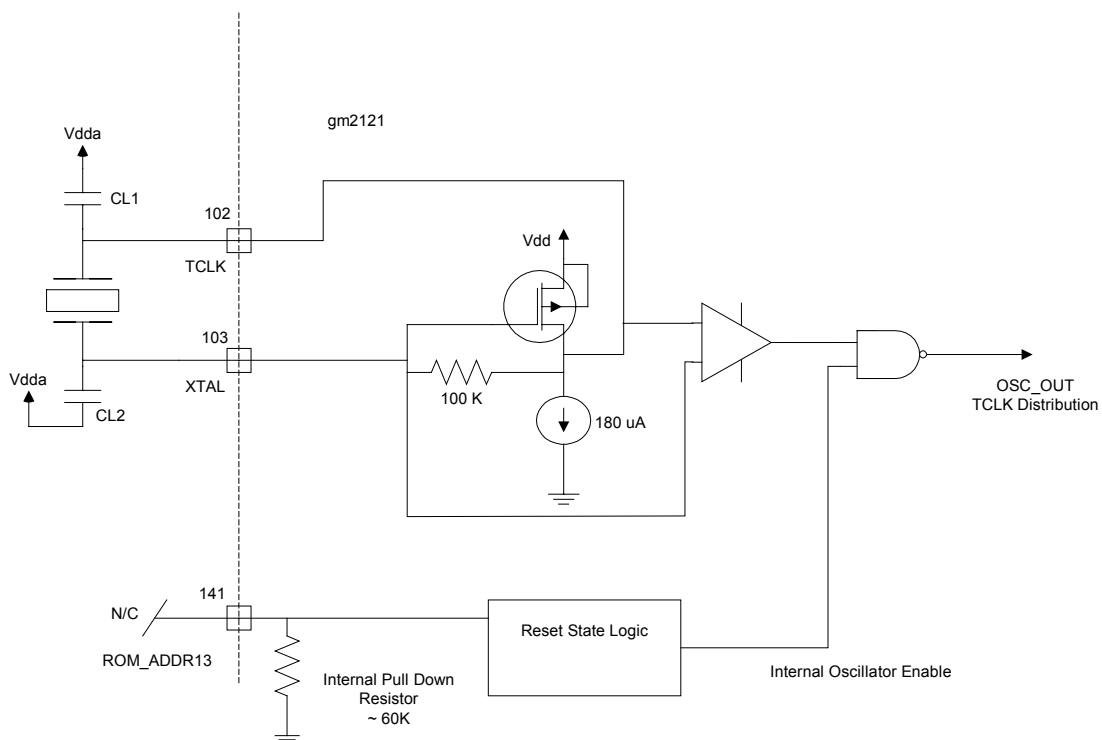 gm2121
Vdda
CL1
102
TCLK
Vdd
103
XTAL
Vdda
CL2
100 K
180 uA
OSC_OUT
TCLK Distribution
141
N/C
ROM_ADDR13
Internal Pull Down
Resistor
~ 60K
Reset State Logic
Internal Oscillator Enable